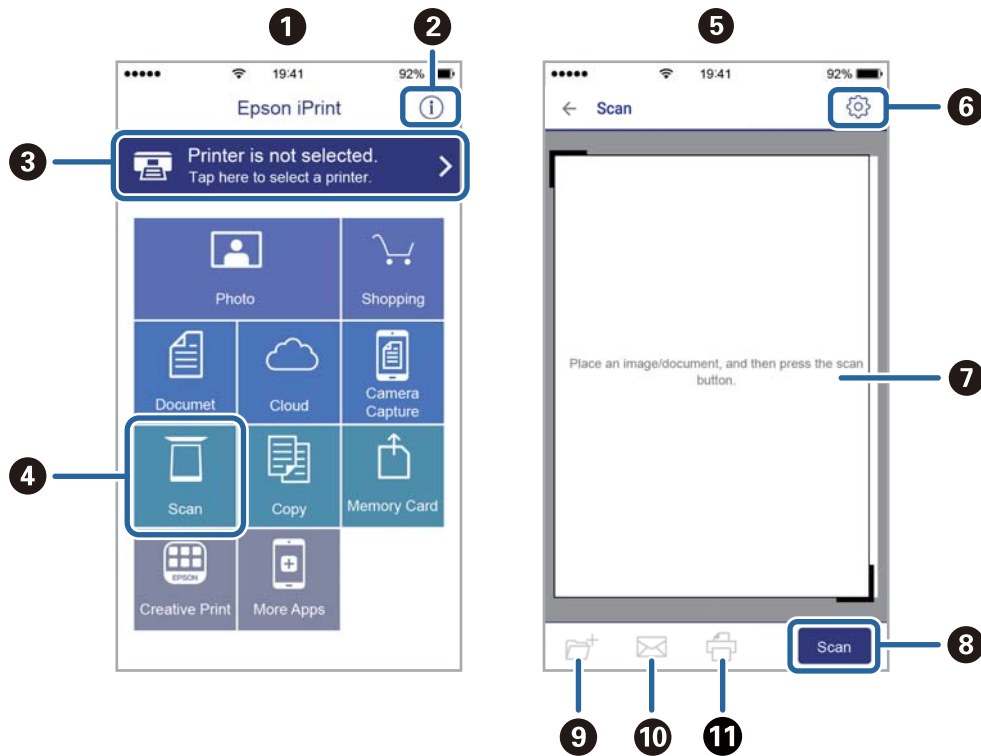 1
2
5
19:41
92%
19:41
92%
Epson iPrint
i
Scan
6
3
Printer is not selected.
Tap here to select a printer.
Photo
Shopping
Place an image/document, and then press the scan
button.
7
Documet
Cloud
Camera
Capture
4
Scan
Copy
Memory Card
EPSON
Creative Print
More Apps
Scan
8
9
10
11